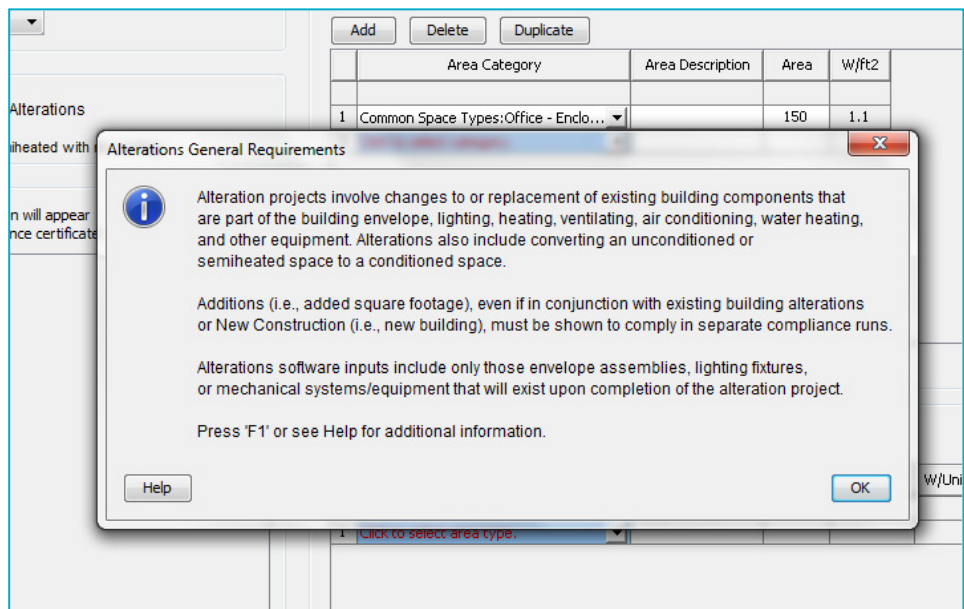 Add Delete Duplicate
Area Category Area Description Area W/ft2
Alterations
1 Common Space Types:Office - Enclo... 150 1.1
iheated with
Alterations General Requirements
n will appear
nce certificate
Alteration projects involve changes to or replacement of existing building components that
are part of the building envelope, lighting, heating, ventilating, air conditioning, water heating,
and other equipment. Alterations also include converting an unconditioned or
semiheated space to a conditioned space.
Additions (i.e., added square footage), even if in conjunction with existing building alterations
or New Construction (i.e., new building), must be shown to comply in separate compliance runs.
Alterations software inputs include only those envelope assemblies, lighting fixtures,
or mechanical systems/equipment that will exist upon completion of the alteration project.
Press 'F1' or see Help for additional information.
Help OK
W/Uni
1 Click to select area type.